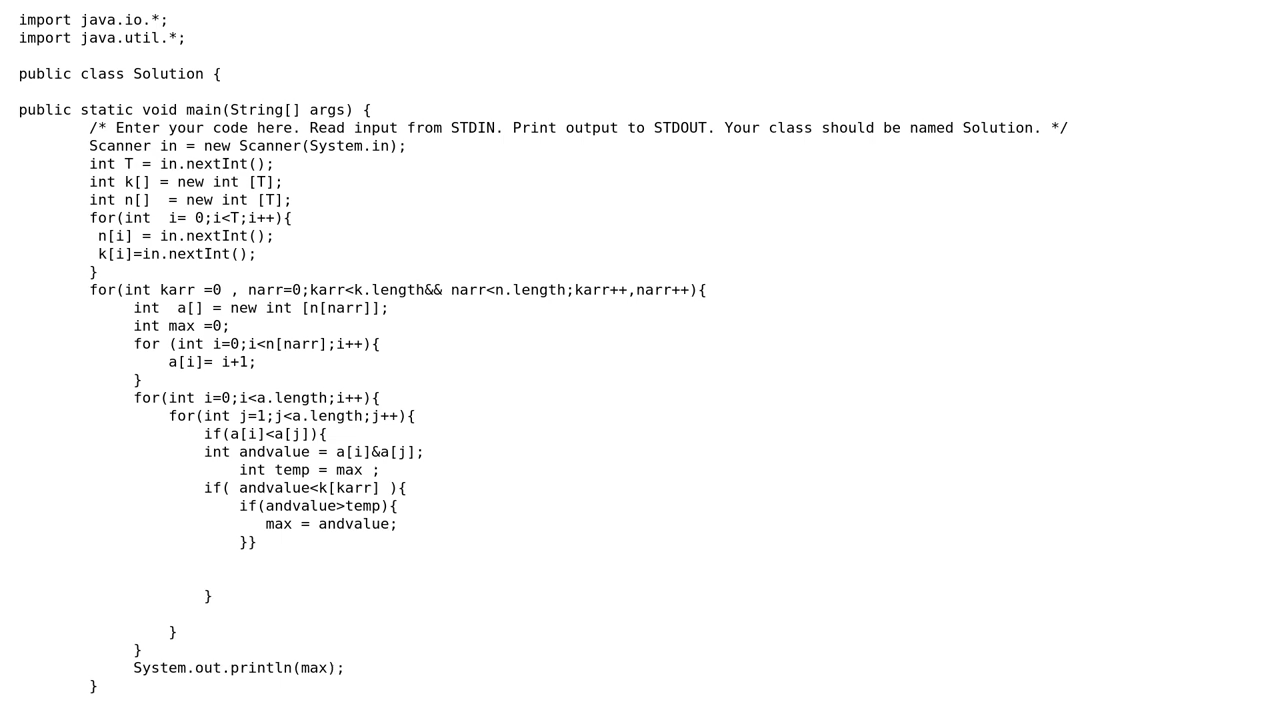 import java.io.*;
import java.util.*;

public class Solution {

public static void main(String[] args) {
        /* Enter your code here. Read input from STDIN. Print output to STDOUT. Your class should be named Solution. */
        Scanner in = new Scanner(System.in);
        int T = in.nextInt();
        int k[] = new int [T];
        int n[]  = new int [T];
        for(int  i= 0;i<T;i++){
         n[i] = in.nextInt();
         k[i]=in.nextInt();
        }
        for(int karr =0 , narr=0;karr<k.length&& narr<n.length;karr++,narr++){
             int  a[] = new int [n[narr]];
             int max =0;
             for (int i=0;i<n[narr];i++){
                 a[i]= i+1;
             }
             for(int i=0;i<a.length;i++){
                 for(int j=1;j<a.length;j++){
                     if(a[i]<a[j]){
                     int andvalue = a[i]&a[j];
                         int temp = max ;
                     if( andvalue<k[karr] ){
                         if(andvalue>temp){
                            max = andvalue;
                         }}


                     }

                 }
             }
             System.out.println(max);
        }